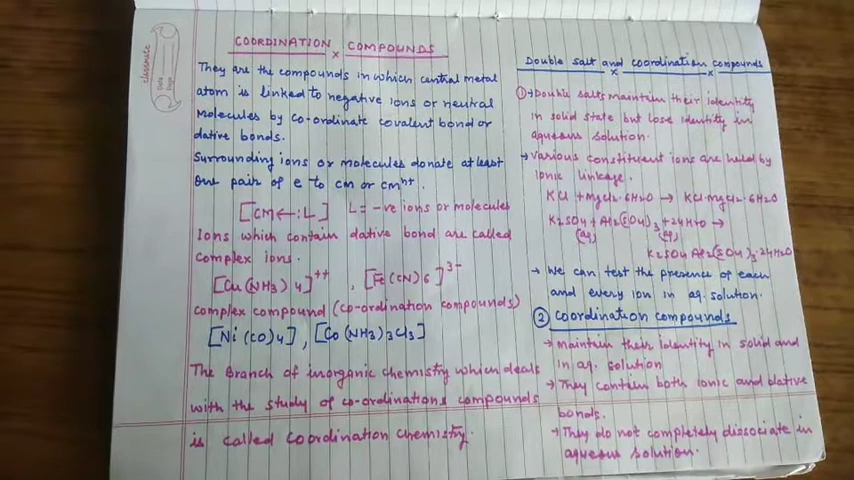 classmate
Date
Page
COORDINATION x COMPOUNDS
They are the compounds in which central metal
atom is linked to negative ions or neutral
Molecules by co-ordinate covalent bond or
dative bonds.
Surrounding ions or molecules donate at least
One pair of e to CM or CMⁿ⁺.
[CM←:L] L = -ve ions or molecules
Ions which contain dative bond are called
complex ions.
[Cu(NH3)4]⁺⁺, [Fe(CN)6]³⁻
complex compound (co-ordination compounds)
[Ni(CO)4], [Co(NH3)3Cl3]
The Branch of inorganic chemistry which deals
with the study of co-ordinations compounds
is called coordination chemistry.
Double salt and coordination compounds
① → Double salts maintain their identity
in solid state but lose identity in
aqueous solution.
→ Various constituent ions are held by
ionic linkage.
KCl + MgCl2·6H2O → KCl·MgCl2·6H2O
K2SO4 + Al2(SO4)3 + 24H2O →
(aq) (aq)
K2SO4 Al2(SO4)3·24H2O
→ We can test the presence of each
and every ion in aq. solution.
② Coordination compounds
→ Maintain their identity in solid and
in aq. solution
→ They contain both ionic and dative
bonds.
→ They do not completely dissociate in
aqueous solution.